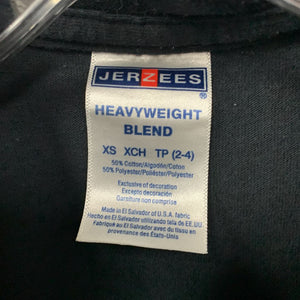 JERZEES
®
HEAVYWEIGHT
BLEND
XS XCH TP (2-4)
50% Cotton/Algodón/Coton
50% Polyester/Poliéster/Polyester
Exclusive of decoration
Excepto decoración
Garniture non comprise
Made in El Salvador of U.S.A. fabric
Hecho en El Salvador utilizando tela de EE.UU.
Fabriqué au El Salvador avec du tissu en
provenance des États-Unis